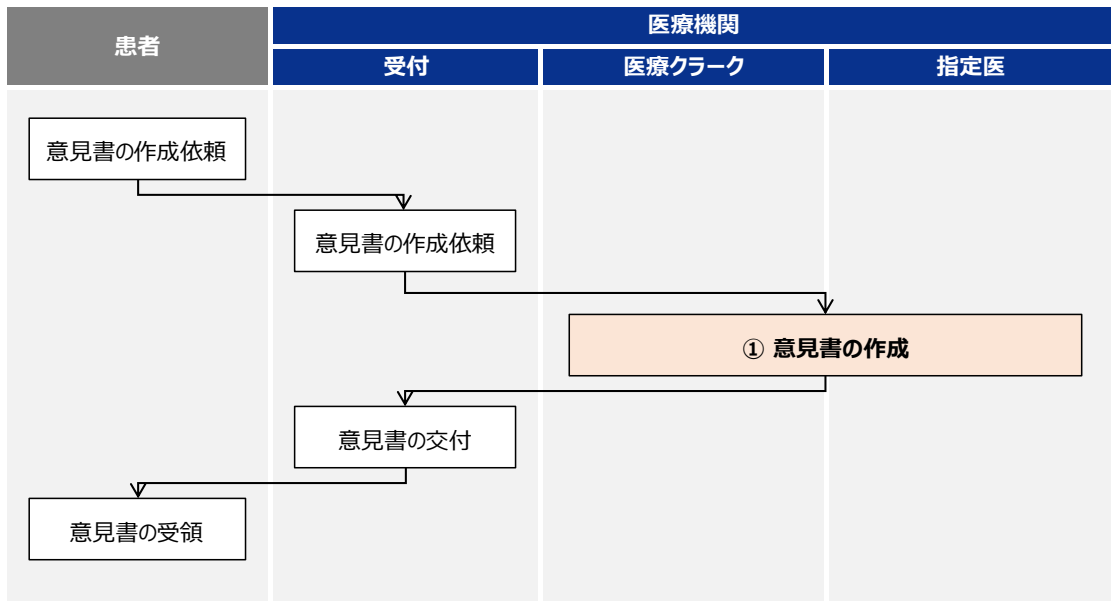 患者
医療機関
受付
医療クラーク
指定医
意見書の作成依頼
意見書の作成依頼
① 意見書の作成
意見書の交付
意見書の受領